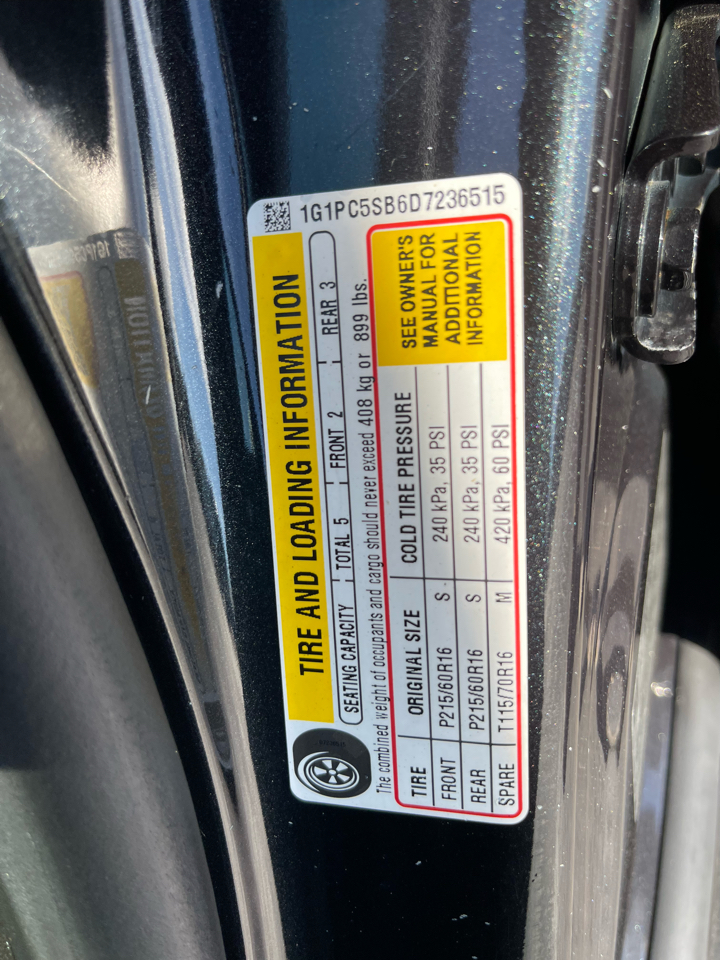 1G1PC5SB6D7236515
TIRE AND LOADING INFORMATION
SEATING CAPACITY TOTAL 5 FRONT 2 REAR 3
The combined weight of occupants and cargo should never exceed 408 kg or 899 lbs.
TIRE ORIGINAL SIZE COLD TIRE PRESSURE
FRONT P215/60R16 S 240 kPa, 35 PSI
REAR P215/60R16 S 240 kPa, 35 PSI
SPARE T115/70R16 M 420 kPa, 60 PSI
SEE OWNER'S
MANUAL FOR
ADDITIONAL
INFORMATION